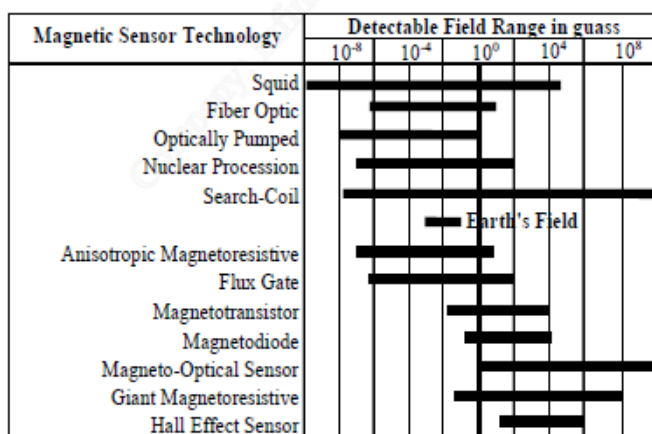 Magnetic Sensor Technology
Detectable Field Range in guass
10⁻⁸ 10⁻⁴ 10⁰ 10⁴ 10⁸
Squid
Fiber Optic
Optically Pumped
Nuclear Procession
Search-Coil
Earth's Field
Anisotropic Magnetoresistive
Flux Gate
Magnetotransistor
Magnetodiode
Magneto-Optical Sensor
Giant Magnetoresistive
Hall Effect Sensor